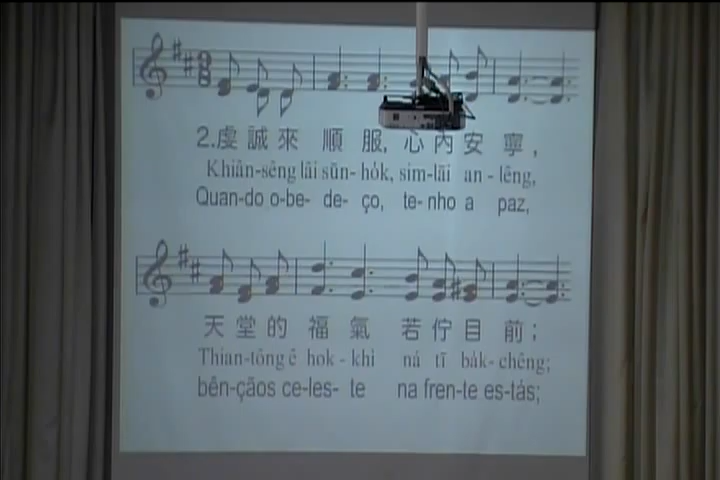 2.虔誠來 順 服, 心 內 安 寧 ,
Khiân-sêng lâi sūn- ho̍k, sim-lāi an- lêng,
Quan-do o-be- de- ço, te-nho a paz,
天 堂 的 福 氣 若 佇 目 前 ;
Thian-tông ê hok - khì ná tī ba̍k- chêng;
bên-çãos ce-les- te na fren-te es-tás;